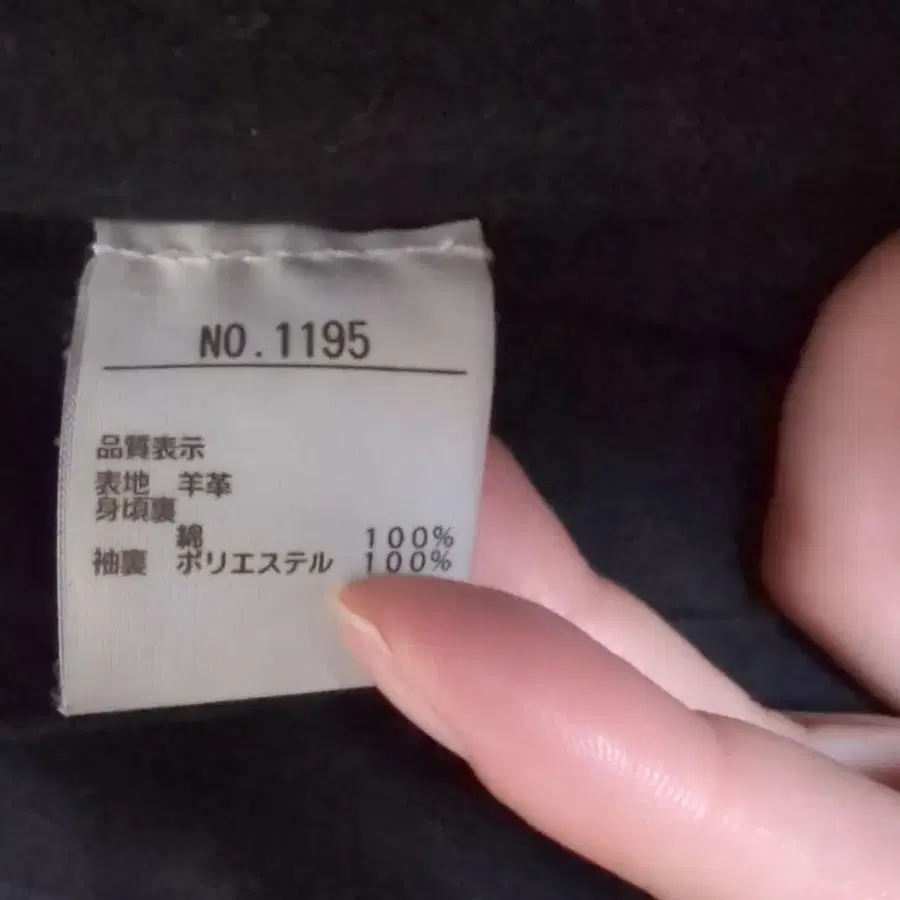 NO.1195
品質表示
表地 羊革
身頃裏
綿 100%
袖裏 ポリエステル 100%